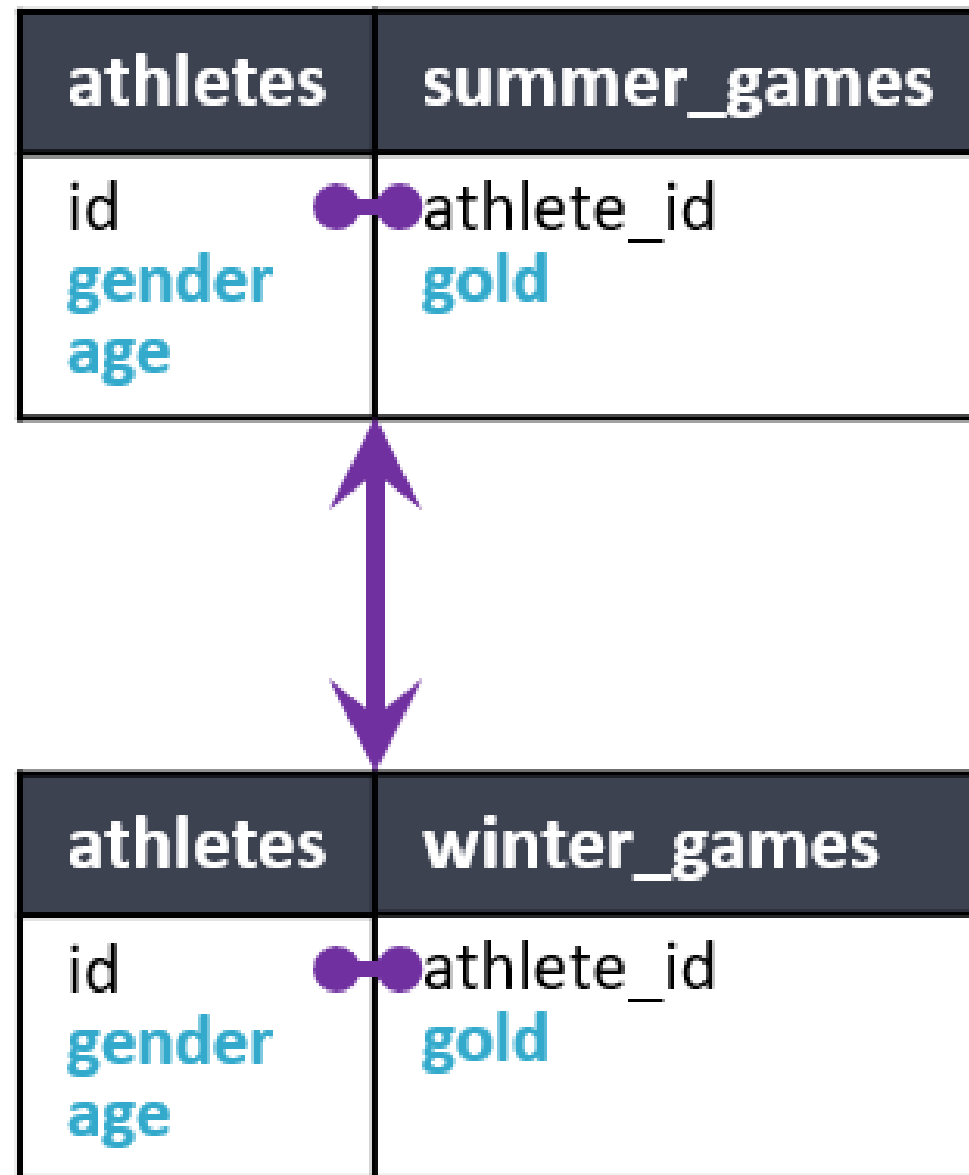 athletes summer_games
id athlete_id
gender gold
age
athletes winter_games
id athlete_id
gender gold
age